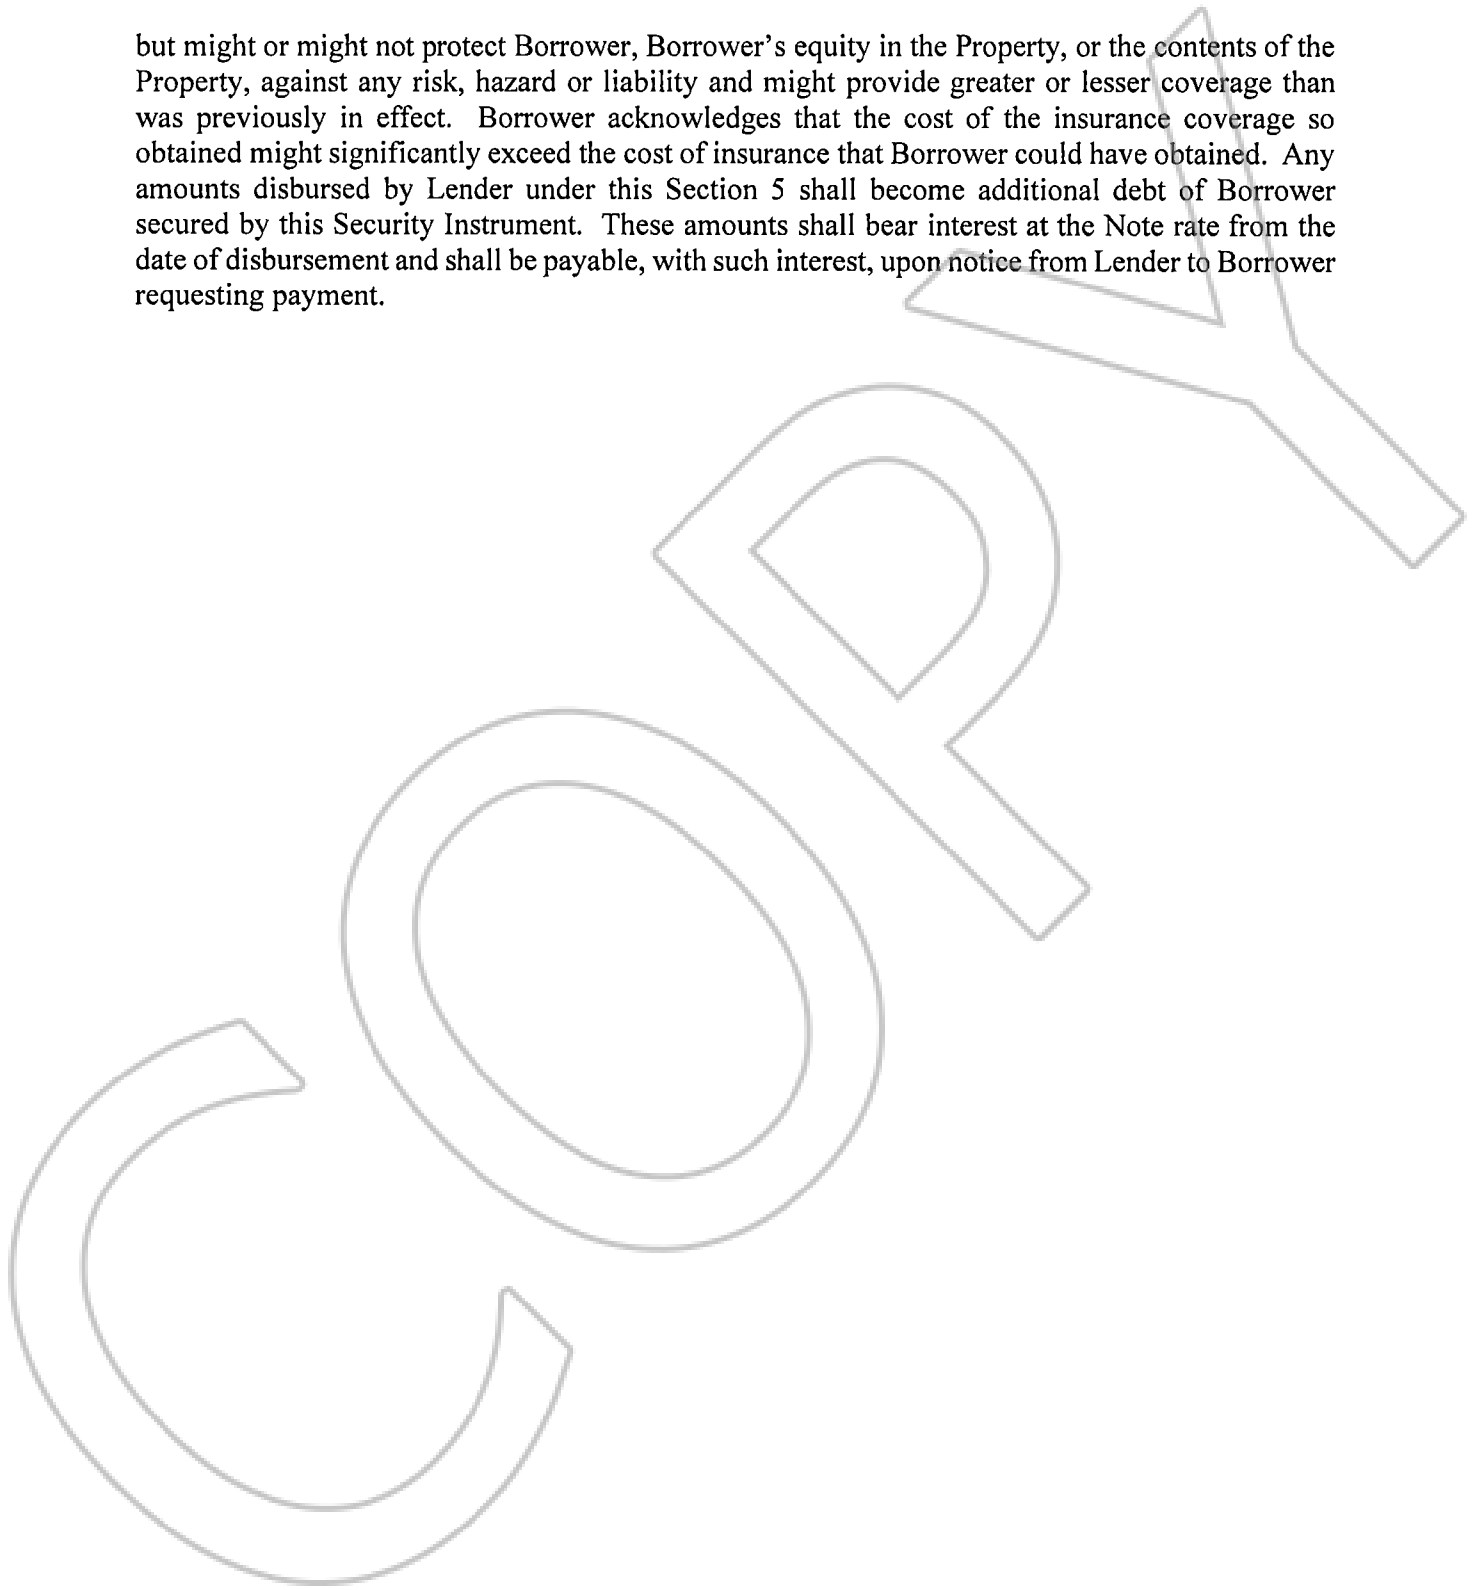 but might or might not protect Borrower, Borrower's equity in the Property, or the contents of the
Property, against any risk, hazard or liability and might provide greater or lesser coverage than
was previously in effect. Borrower acknowledges that the cost of the insurance coverage so
obtained might significantly exceed the cost of insurance that Borrower could have obtained. Any
amounts disbursed by Lender under this Section 5 shall become additional debt of Borrower
secured by this Security Instrument. These amounts shall bear interest at the Note rate from the
date of disbursement and shall be payable, with such interest, upon notice from Lender to Borrower
requesting payment.
COPY